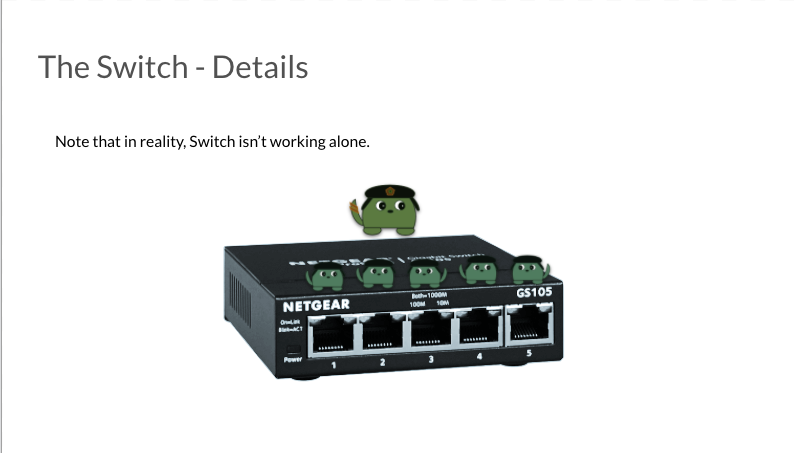 The Switch - Details
Note that in reality, Switch isn't working alone.
NETGEAR
Both=1000M
100M 10M
GS105
On=Link
Blink=ACT
Power
1 2 3 4 5